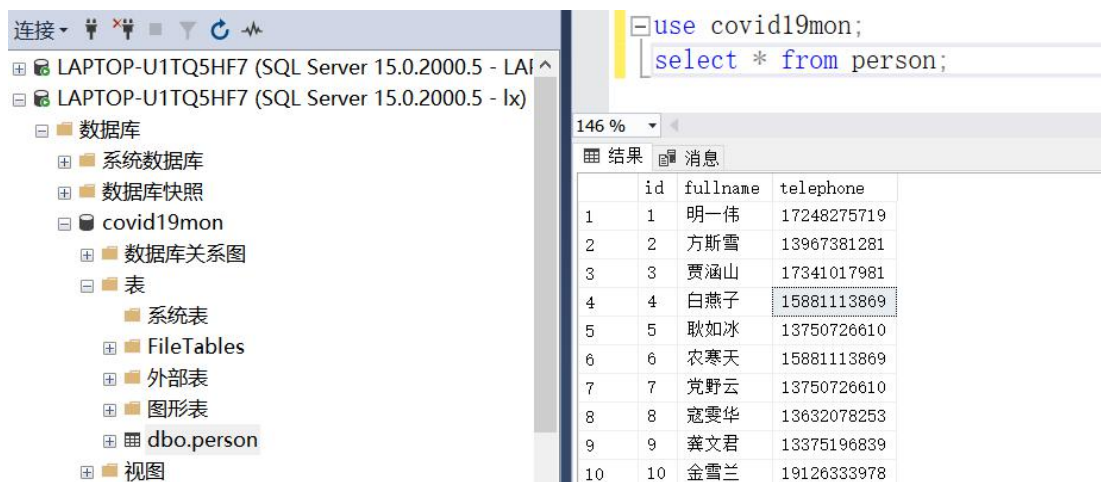 连接
LAPTOP-U1TQ5HF7 (SQL Server 15.0.2000.5 - LA
LAPTOP-U1TQ5HF7 (SQL Server 15.0.2000.5 - lx)
数据库
系统数据库
数据库快照
covid19mon
数据库关系图
表
系统表
FileTables
外部表
图形表
dbo.person
视图
use covid19mon;
select * from person;
146 %
结果 消息
id fullname telephone
1 1 明一伟 17248275719
2 2 方斯雪 13967381281
3 3 贾涵山 17341017981
4 4 白燕子 15881113869
5 5 耿如冰 13750726610
6 6 农寒天 15881113869
7 7 党野云 13750726610
8 8 寇雯华 13632078253
9 9 龚文君 13375196839
10 10 金雪兰 19126333978